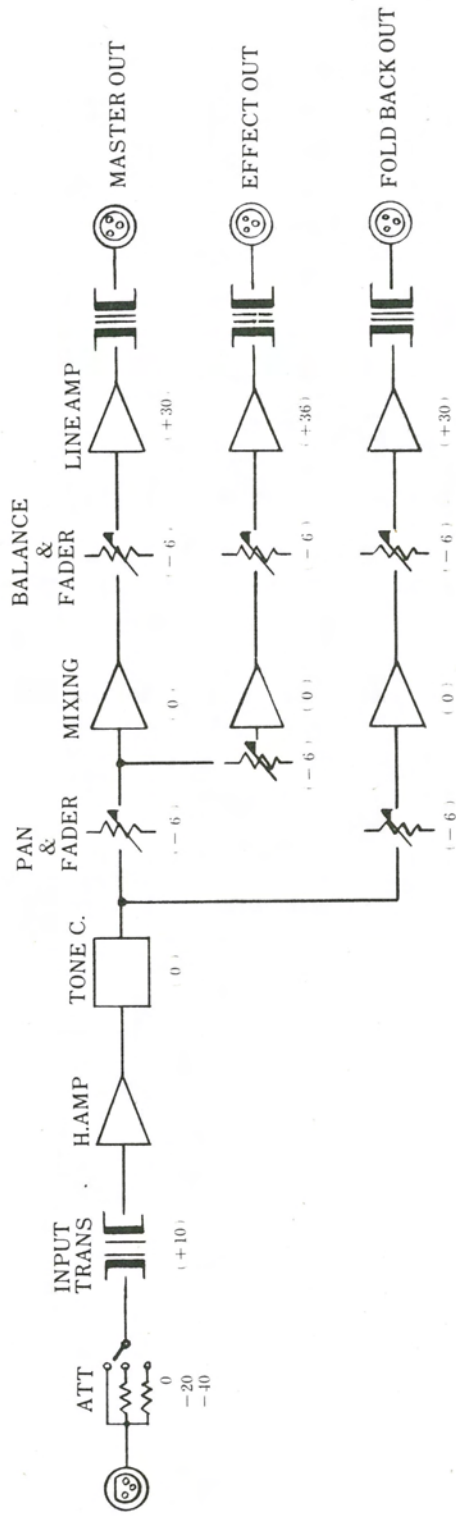 ATT
0
-20
-40
INPUT
TRANS
(+10)
H.AMP
TONE C.
(0)
PAN
&
FADER
(-6)
MIXING
(0)
BALANCE
&
FADER
(-6)
LINE AMP
(+30)
MASTER OUT
(-6)
(0)
(-6)
(+36)
EFFECT OUT
(-6)
(0)
(-6)
(+30)
FOLD BACK OUT